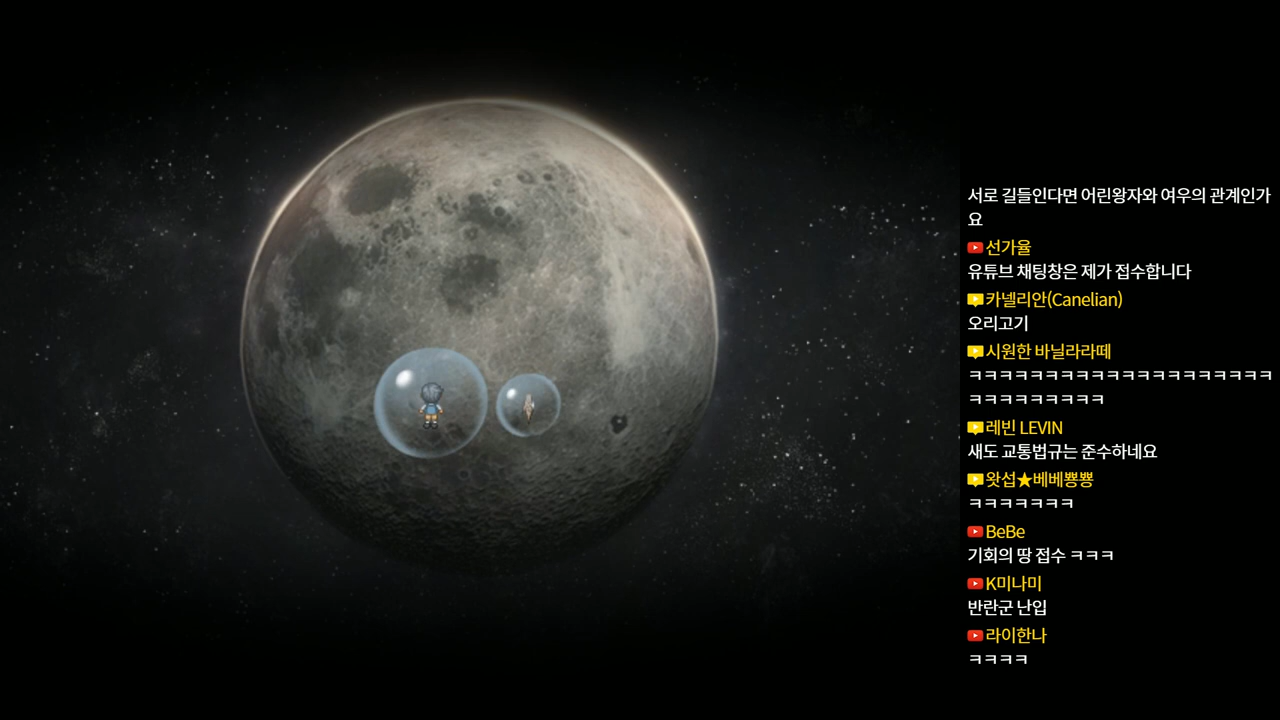 서로 길들인다면 어린왕자와 여우의 관계인가
요
선가율
유튜브 채팅창은 제가 접수합니다
카넬리안(Canelian)
오리고기
시원한 바닐라라떼
ㅋㅋㅋㅋㅋㅋㅋㅋㅋㅋㅋㅋㅋㅋㅋㅋㅋㅋㅋㅋ
ㅋㅋㅋㅋㅋㅋㅋㅋㅋ
레빈 LEVIN
새도 교통법규는 준수하네요
왓섭★베베뿅뿅
ㅋㅋㅋㅋㅋㅋㅋ
BeBe
기회의 땅 접수 ㅋㅋㅋ
K미나미
반란군 난입
라이한나
ㅋㅋㅋㅋ